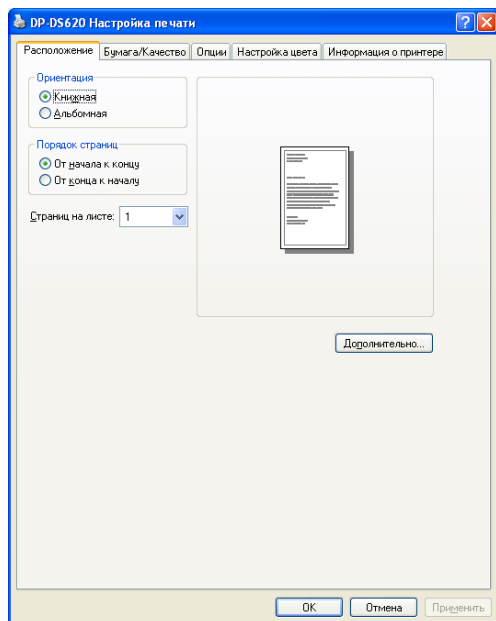 DP-DS620 Настройка печати
Расположение Бумага/Качество Опции Настройка цвета Информация о принтере
Ориентация
Книжная
Альбомная
Порядок страниц
От начала к концу
От конца к началу
Страниц на листе: 1
Дополнительно...
OK Отмена Применить